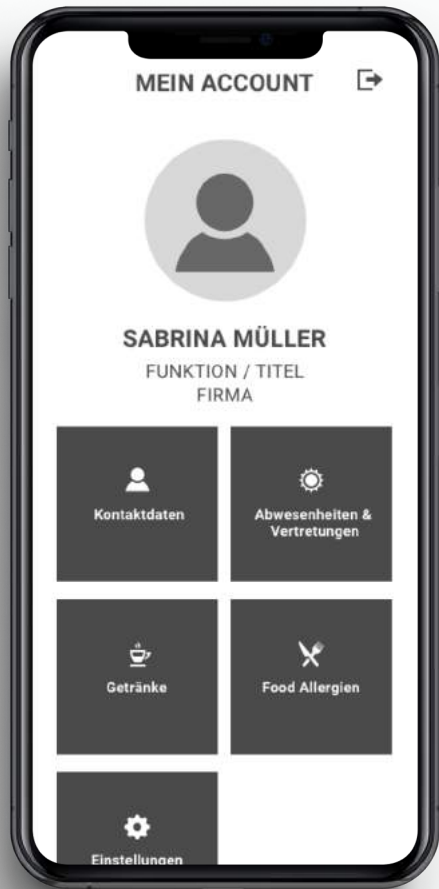 MEIN ACCOUNT
SABRINA MÜLLER
FUNKTION / TITEL
FIRMA
Kontaktdaten
Abwesenheiten &
Vertretungen
Getränke
Food Allergien
Einstellungen